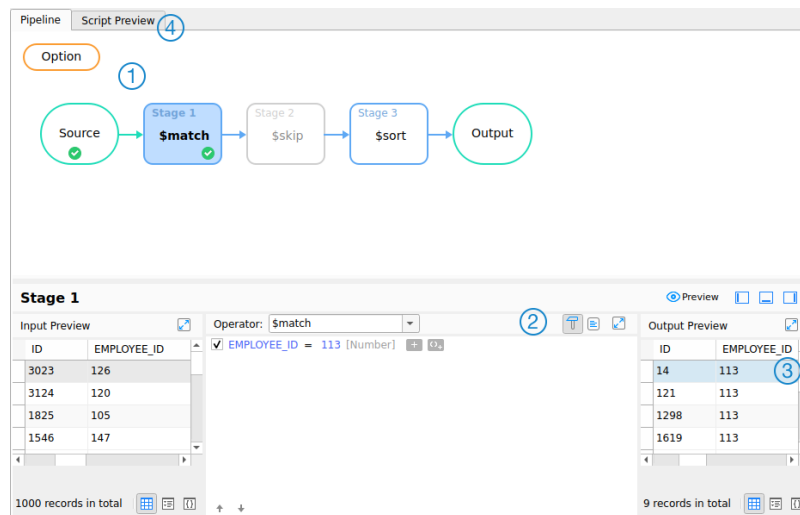 Pipeline Script Preview
4
Option
1
Stage 1 Stage 2 Stage 3
Source $match $skip $sort Output
Stage 1 Preview
Input Preview Operator: $match 2 Output Preview
EMPLOYEE_ID = 113 [Number]
ID EMPLOYEE_ID ID EMPLOYEE_ID
3023 126 14 113 3
3124 120 121 113
1825 105 1298 113
1546 147 1619 113
1000 records in total 9 records in total